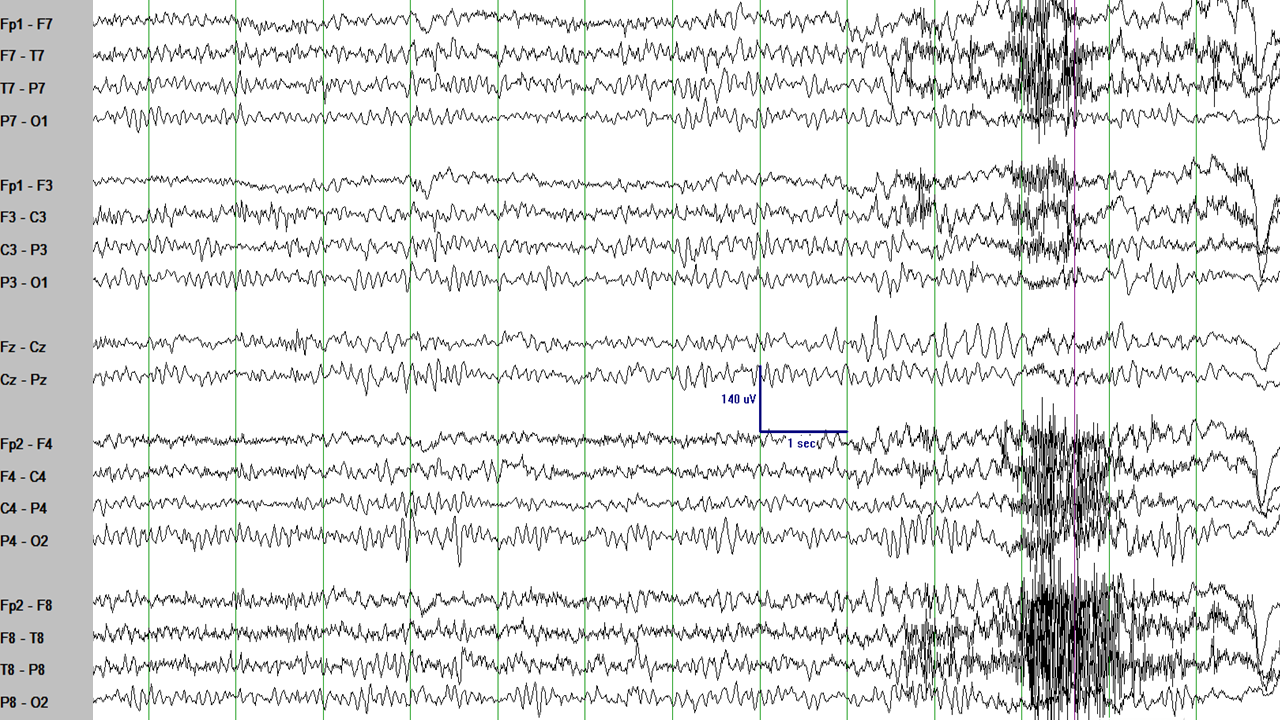 Fp1 - F7
F7 - T7
T7 - P7
P7 - O1
Fp1 - F3
F3 - C3
C3 - P3
P3 - O1
Fz - Cz
Cz - Pz
140 uV
1 sec
Fp2 - F4
F4 - C4
C4 - P4
P4 - O2
Fp2 - F8
F8 - T8
T8 - P8
P8 - O2